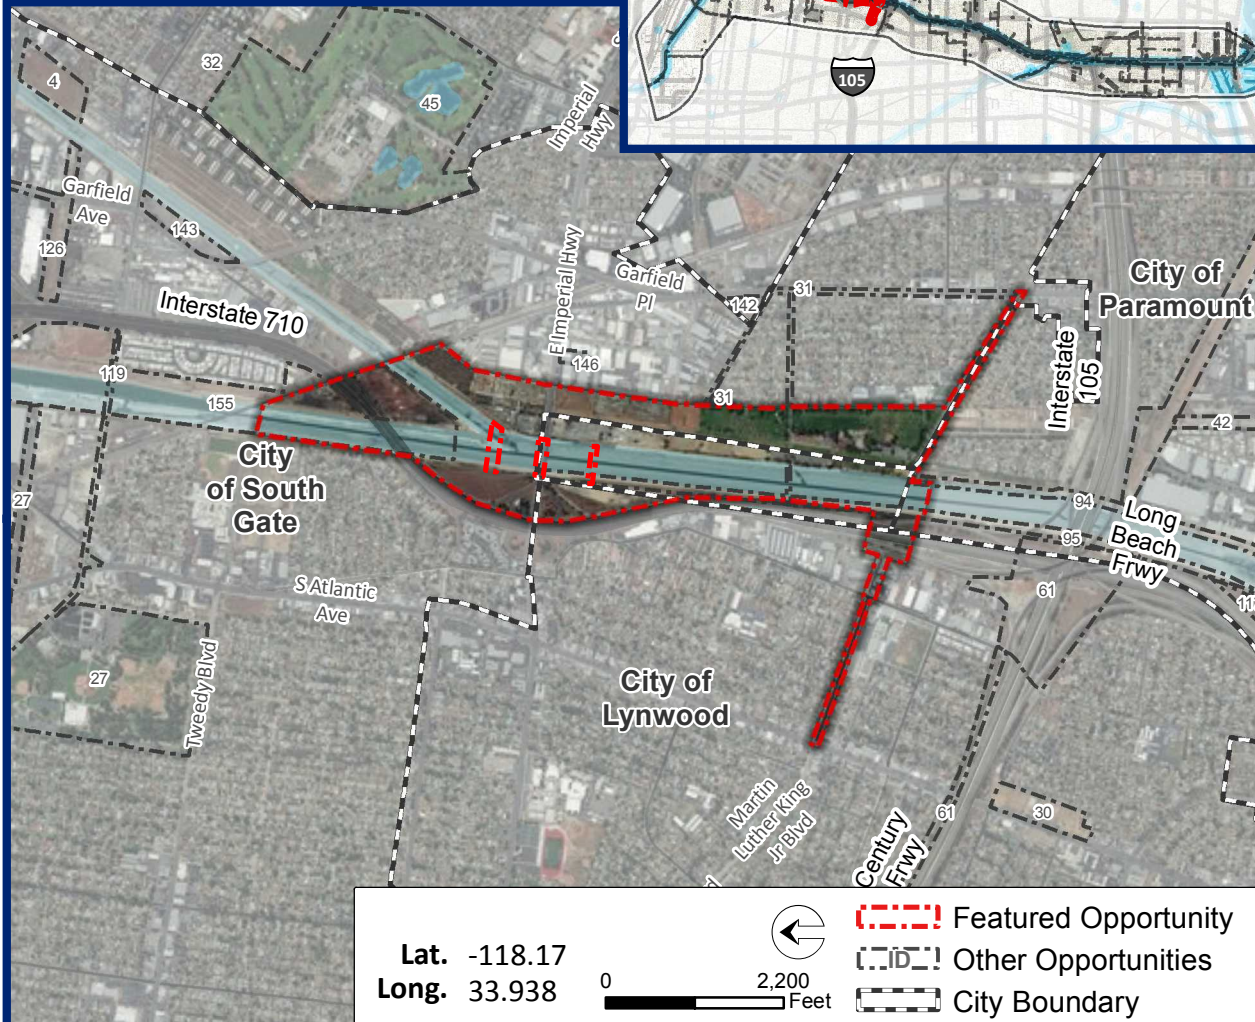 105
32
4
45
Imperial
Hwy
Garfield
Ave
143
126
E Imperial Hwy
Garfield
Pl
31
142
City of
Paramount
Interstate 710
Interstate
105
146
119
155
31
42
City
of South
Gate
27
94
Long
Beach
Frwy
95
S Atlantic
Ave
61
11
27
Tweedy Blvd
City of
Lynwood
Martin
Luther King
Jr Blvd
61
30
Century
Frwy
Lat. -118.17
Long. 33.938
0 2,200
Feet
Featured Opportunity
ID Other Opportunities
City Boundary